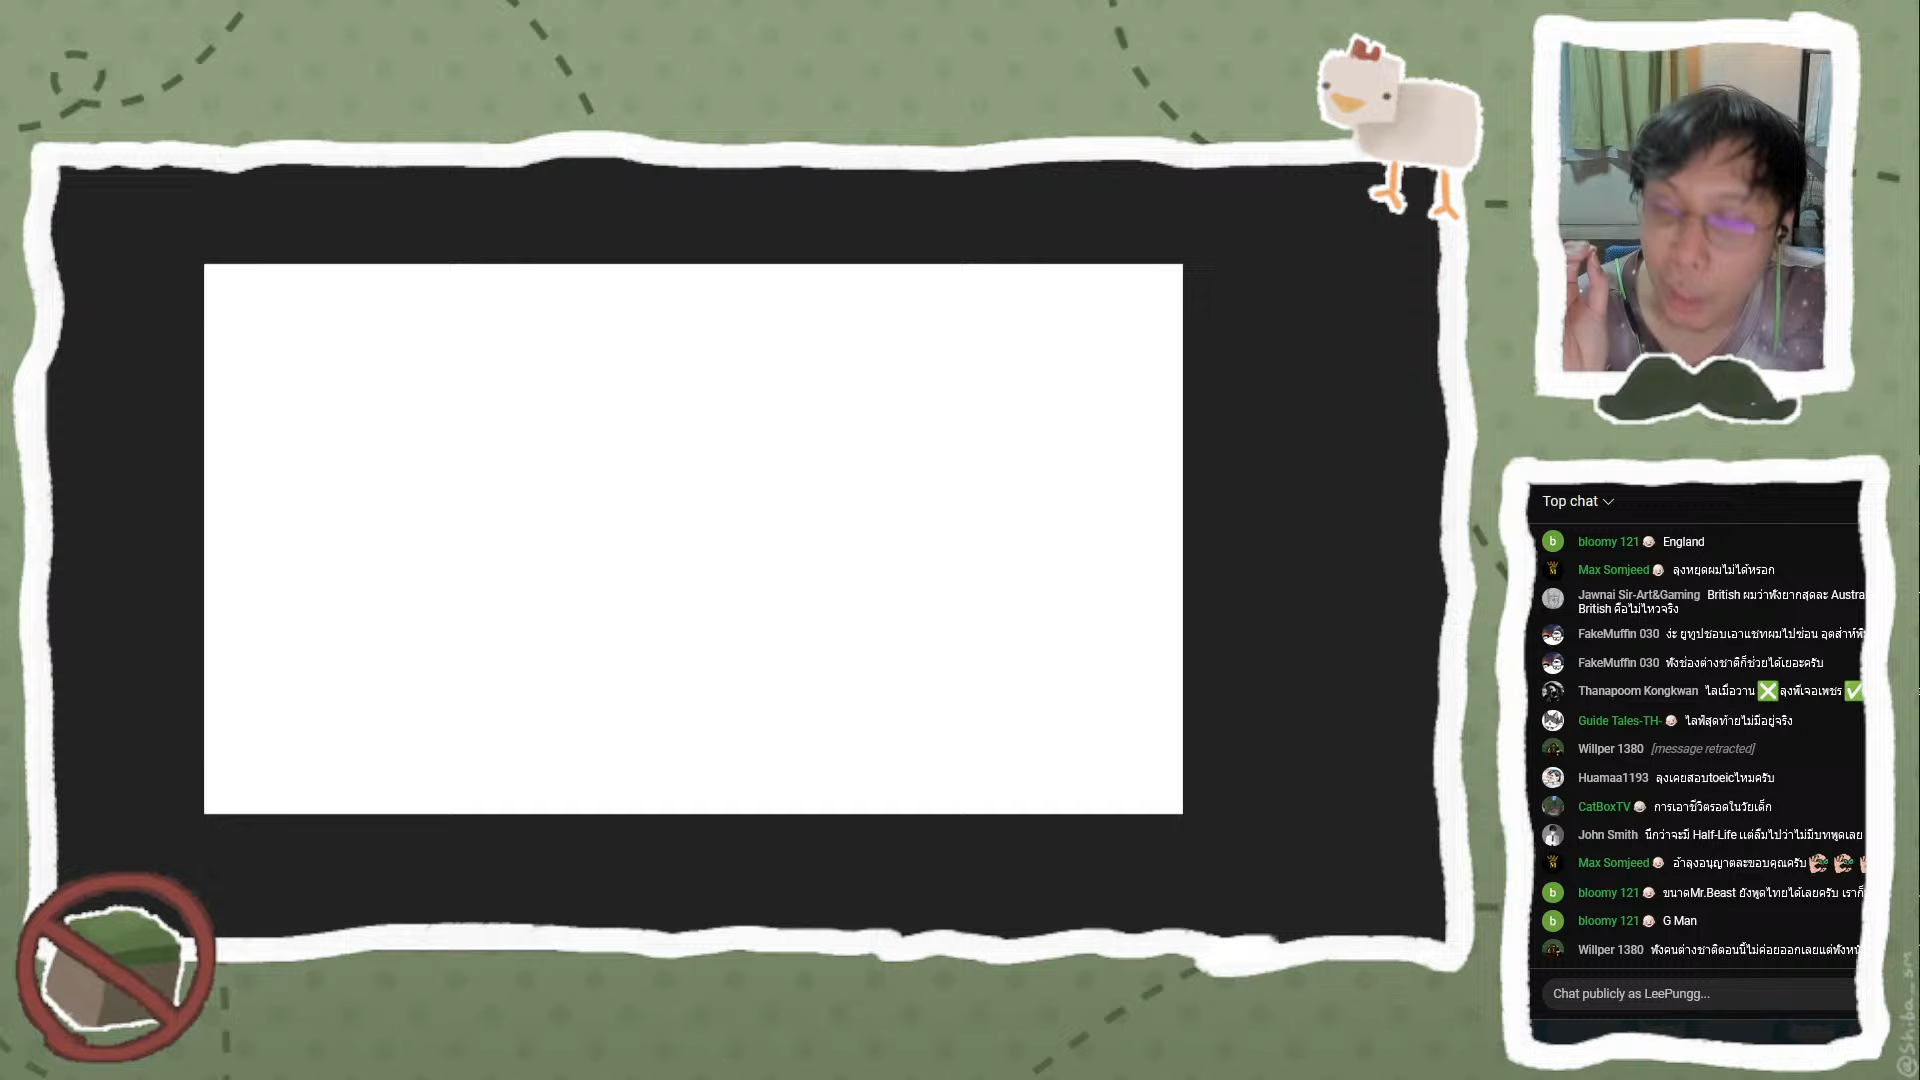 Top chat
bloomy 121 England
Max Somjeed ลุงหยุดผมไม่ได้หรอก
Jawnai Sir-Art&Gaming British ผมว่าฟังยากสุดละ Austra
British คือไม่ไหวจริง
FakeMuffin 030 ง่ะ ยูทูปชอบเอาแชทผมไปซ่อน อุตส่าห์พิ
FakeMuffin 030 ฟังช่องต่างชาติก็ช่วยได้เยอะครับ
Thanapoom Kongkwan ไลเมื่อวาน ลุงพีเจอเพชร
Guide Tales-TH- ไลฟ์สุดท้ายไม่มีอยู่จริง
Willper 1380 [message retracted]
Huamaa1193 ลุงเคยสอบtoeicไหมครับ
CatBoxTV การเอาชีวิตรอดในวัยเด็ก
John Smith นึกว่าจะมี Half-Life แต่ลืมไปว่าไม่มีบทพูดเลย
Max Somjeed อ้าลุงอนุญาตละขอบคุณครับ
bloomy 121 ขนาดMr.Beast ยังพูดไทยได้เลยครับ เราก็
bloomy 121 G Man
Willper 1380 ฟังคนต่างชาติตอนนี้ไม่ค่อยออกเลยแต่ฟังหนั
Chat publicly as LeePungg...
@Shiba_sm